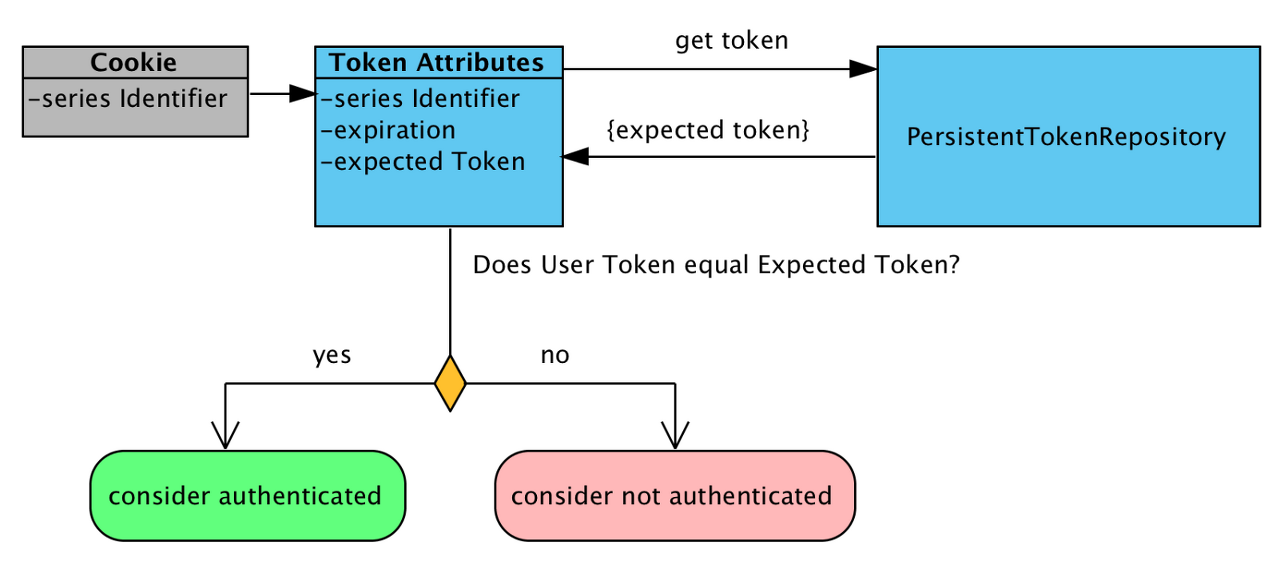 Cookie
-series Identifier
Token Attributes
-series Identifier
-expiration
-expected Token
get token
{expected token}
PersistentTokenRepository
Does User Token equal Expected Token?
yes
no
consider authenticated
consider not authenticated